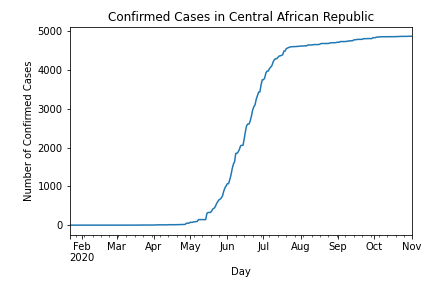 Confirmed Cases in Central African Republic
5000
4000
3000
2000
1000
0
Number of Confirmed Cases
Feb Mar Apr May Jun Jul Aug Sep Oct Nov
2020
Day